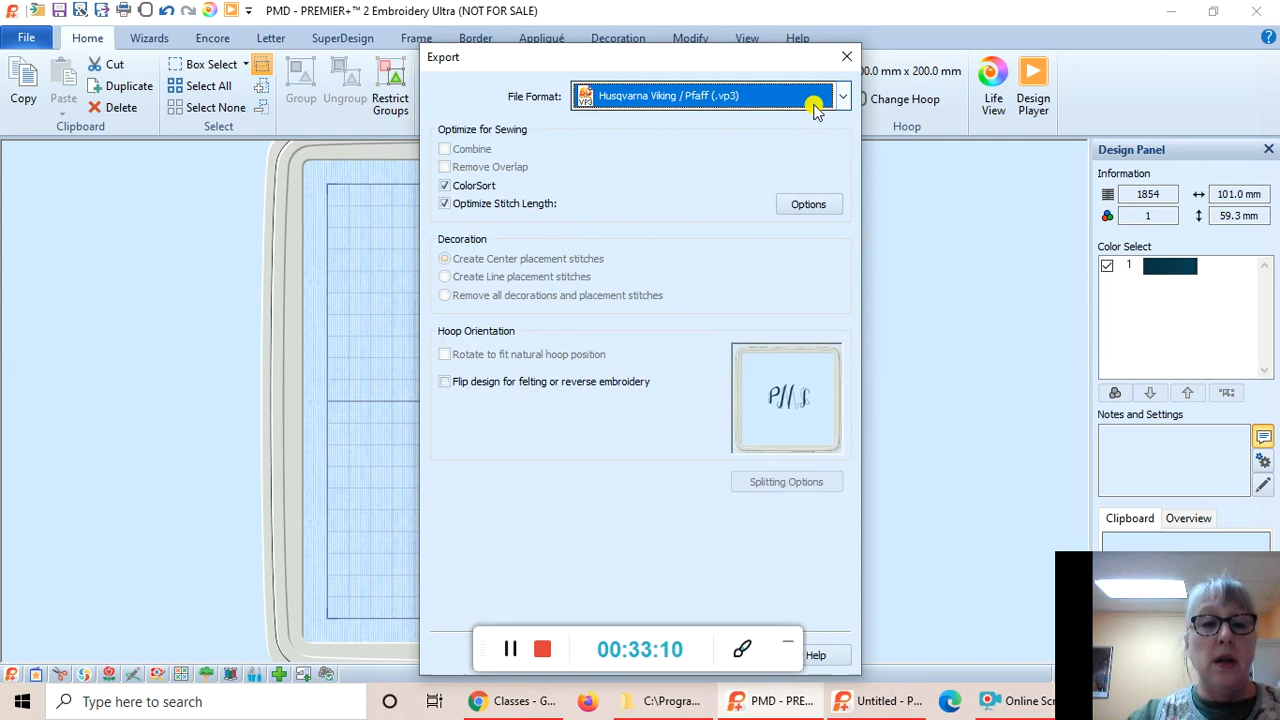 PMD - PREMIER+™ 2 Embroidery Ultra (NOT FOR SALE)
File Home Wizards Encore Letter SuperDesign Frame Border Appliqué Decoration Modify View Help
Copy
Paste
Cut
Duplicate
Delete
Clipboard
Box Select
Select All
Select None
Select
Group
Ungroup
Restrict Groups
0.0 mm x 200.0 mm
Change Hoop
Hoop
Life View
Design Player
Export
File Format:
VP3
Husqvarna Viking / Pfaff (.vp3)
Optimize for Sewing
Combine
Remove Overlap
ColorSort
Optimize Stitch Length:
Options
Decoration
Create Center placement stitches
Create Line placement stitches
Remove all decorations and placement stitches
Hoop Orientation
Rotate to fit natural hoop position
Flip design for felting or reverse embroidery
Splitting Options
Help
00:33:10
Design Panel
Information
1854
101.0 mm
1
59.3 mm
Color Select
1
Notes and Settings
Clipboard
Overview
Type here to search
Classes - G...
C:\Progra...
PMD - PRE...
Untitled - P...
Online Scr